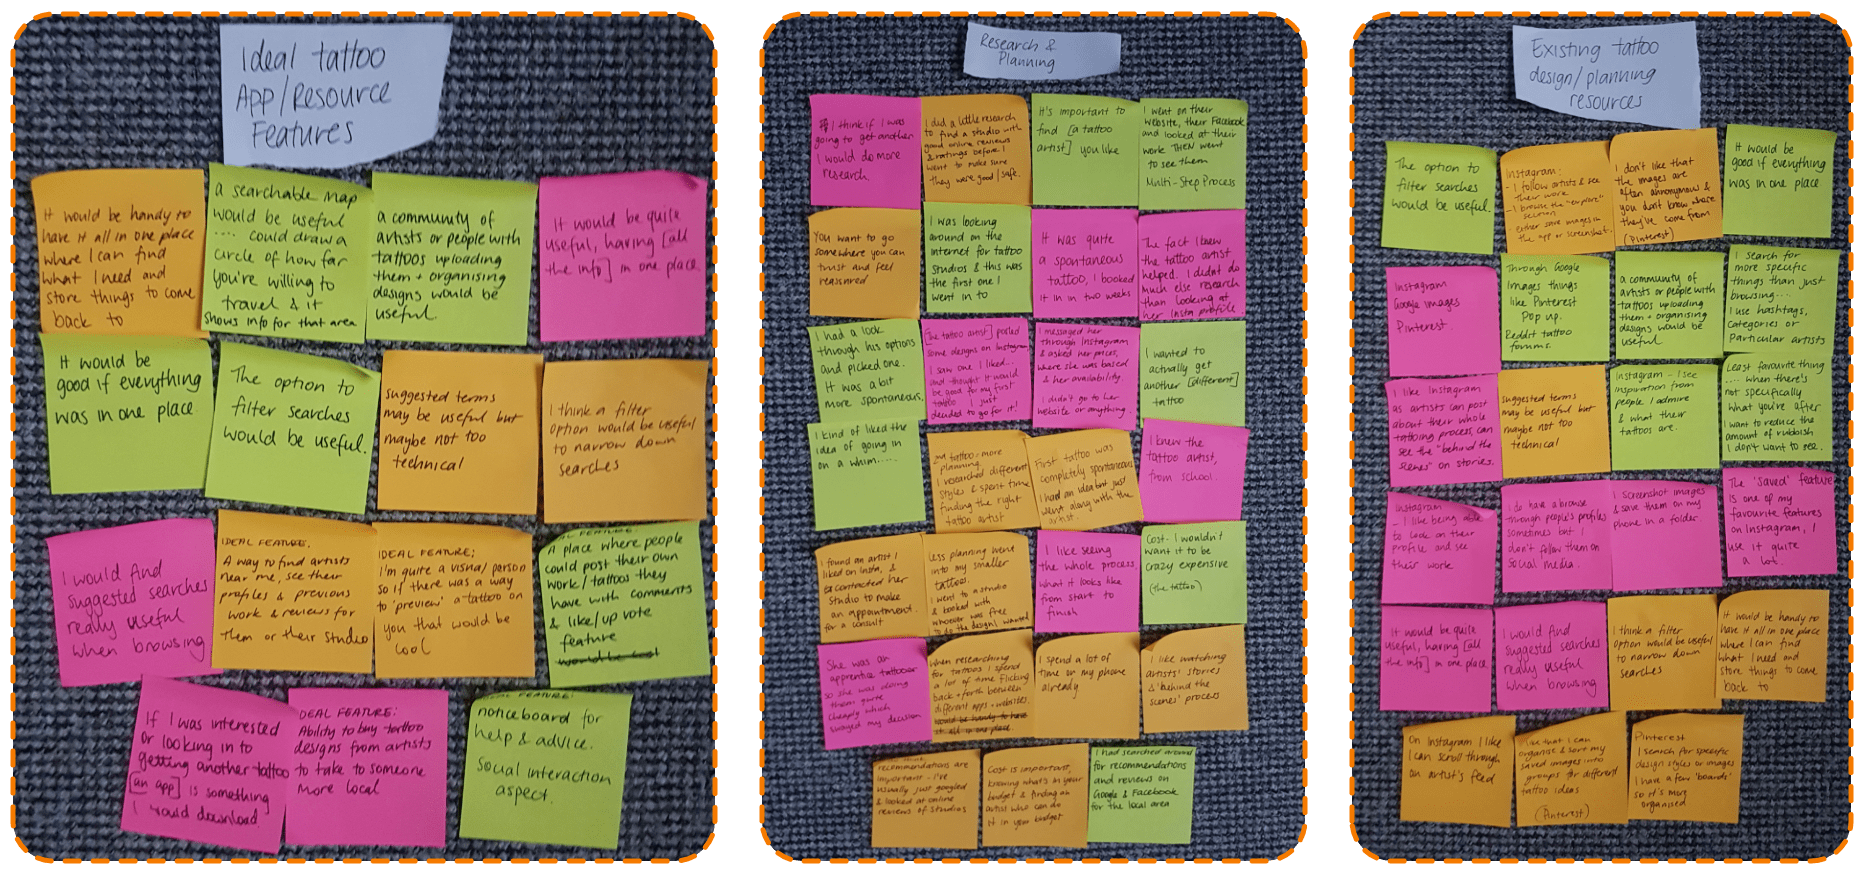 Ideal tattoo
App/Resource
Features
It would be handy to
have it all in one place
where I can find
what I need and
store things to come
back to
a searchable map
would be useful
.... could draw a
circle of how far
you're willing to
travel & it
shows info for that area
a community of
artists or people with
tattoos uploading
them + organising
designs would be
useful.
It would be quite
useful, having [all
the info] in one place
It would be
good if everything
was in one place.
The option to
filter searches
would be useful.
suggested terms
may be useful but
maybe not too
technical
I think a filter
option would be useful
to narrow down
searches
I would find
suggested searches
really useful
when browsing
IDEAL FEATURE:
A way to find artists
near me, see their
profiles & previous
work & reviews for
them or their studio
IDEAL FEATURE;
I'm quite a visual person
so if there was a way
to 'preview' a tattoo on
you that would be
cool
IDEAL FEATURE:
A place where people
could post their own
work/tattoos they
have with comments
& like/up vote
feature
would be cool
If I was interested
or looking in to
getting another tattoo
[an app] is something
I would download.
IDEAL FEATURE:
Ability to buy tattoo
designs from artists
to take to someone
more local
IDEAL FEATURE:
noticeboard for
help & advice.
Social interaction
aspect.
Research &
Planning
I think if I was
going to get another
I would do more
research.
I did a little research
to find a studio with
good online reviews
& ratings before I
went to make sure
they were good/safe.
It's important to
find [a tattoo
artist] you like
I went on their
website, their Facebook
and looked at their
work THEN went
to see them
Multi-Step Process
You want to go
somewhere you can
trust and feel
reassured
I was looking
around on the
internet for tattoo
studios & this was
the first one I
went in to
It was quite
a spontaneous
tattoo, I booked
it in in two weeks
The fact I knew
the tattoo artist
helped. I didnt do
much else research
than looking at
her insta profile.
I had a look
through his options
and picked one.
It was a bit
more spontaneous.
[The tattoo artist] posted
some designs on Instagram
I saw one I liked..
and thought it would
be good for my first
tattoo I just
decided to go for it!
I messaged her
through Instagram
& asked her prices,
where she was based
& her availability.
I didn't go to her
website or anything.
I wanted to
actually get
another [different]
tattoo
I kind of liked the
idea of going in
on a whim.....
tattoo-more
planning
I researched different
styles & spent time
finding the right
tattoo artist
First tattoo was
completely spontaneous
I had an idea but just
went along with the
artist.
I knew the
tattoo artist,
from school.
I found an artist I
liked on Insta, &
contacted her
studio to make
an appointment
for a consult
Less planning went
into my smaller
tattoo.
I went to a studio
& booked with
whoever was free
to do the design I wanted
I like seeing
the whole process,
what it looks like
from start to
finish
Cost-I wouldn't
want it to be
crazy expensive
(the tattoo)
She was an
apprentice tattooer
so she was doing
them quite
cheaply which
swayed my decision
When researching
for tattoos I spend
a lot of time flicking
back + forth between
different apps + websites.
would be handy to have
it all in one place.
I spend a lot of
time on my phone
already
I like watching
artists' stories
& 'behind the
scenes' process
recommendations are
important - I've
usually just googled
& looked at online
reviews of studios
Cost is important,
knowing what's in your
budget & finding an
artist who can do
it in your budget
I had searched around
for recommendations
and reviews on
Google & Facebook
for the local area
Existing tattoo
design/planning
resources
The option to
filter searches
would be useful.
Instagram:
- I follow artists & see
their work
- I browse the "explore"
section
either save images in
the app or screenshot.
I don't like that
the images are
often annonymous &
you don't know where
they've come from
(Pinterest)
It would be
good if everything
was in one place
Instagram
Google Images
Pinterest.
Through Google
Images things
like Pinterest
Pop up.
Reddit tattoo
forums.
a community of
artists or people with
tattoos uploading
them + organising
designs would be
useful
I search for
more specific
things than just
browsing....
I use hashtags,
categories or
particular artists
I like Instagram
as artists can post
about their whole
tattooing process, can
see the "behind the
scenes" on stories.
suggested terms
may be useful but
maybe not too
technical
Instagram - I see
inspiration from
people I admire
& what their
tattoos are.
Least favourite thing
.... when there's
not specifically
what you're after
I want to reduce the
amount of rubbish
I don't want to see.
Instagram
- I like being able
to look on their
profile and see
their work
I do have a browse
through people's profiles
sometimes but I
don't follow them on
social media.
I screenshot images
& save them on my
phone in a folder.
The 'saved' feature
is one of my
favourite features
on Instagram, I
use it quite
a lot.
It would be quite
useful, having [all
the info] in one place
I would find
suggested searches
really useful
when browsing
I think a filter
option would be useful
to narrow down
searches
It would be handy to
have it all in one place
where I can find
what I need and
store things to come
back to
On Instagram I like
I can scroll through
an artist's feed
I like that I can
organise & save my
saved images into
groups for different
tattoo ideas
(Pinterest)
Pinterest
I search for specific
design styles or images
I have a few 'boards'
so it's more
organised